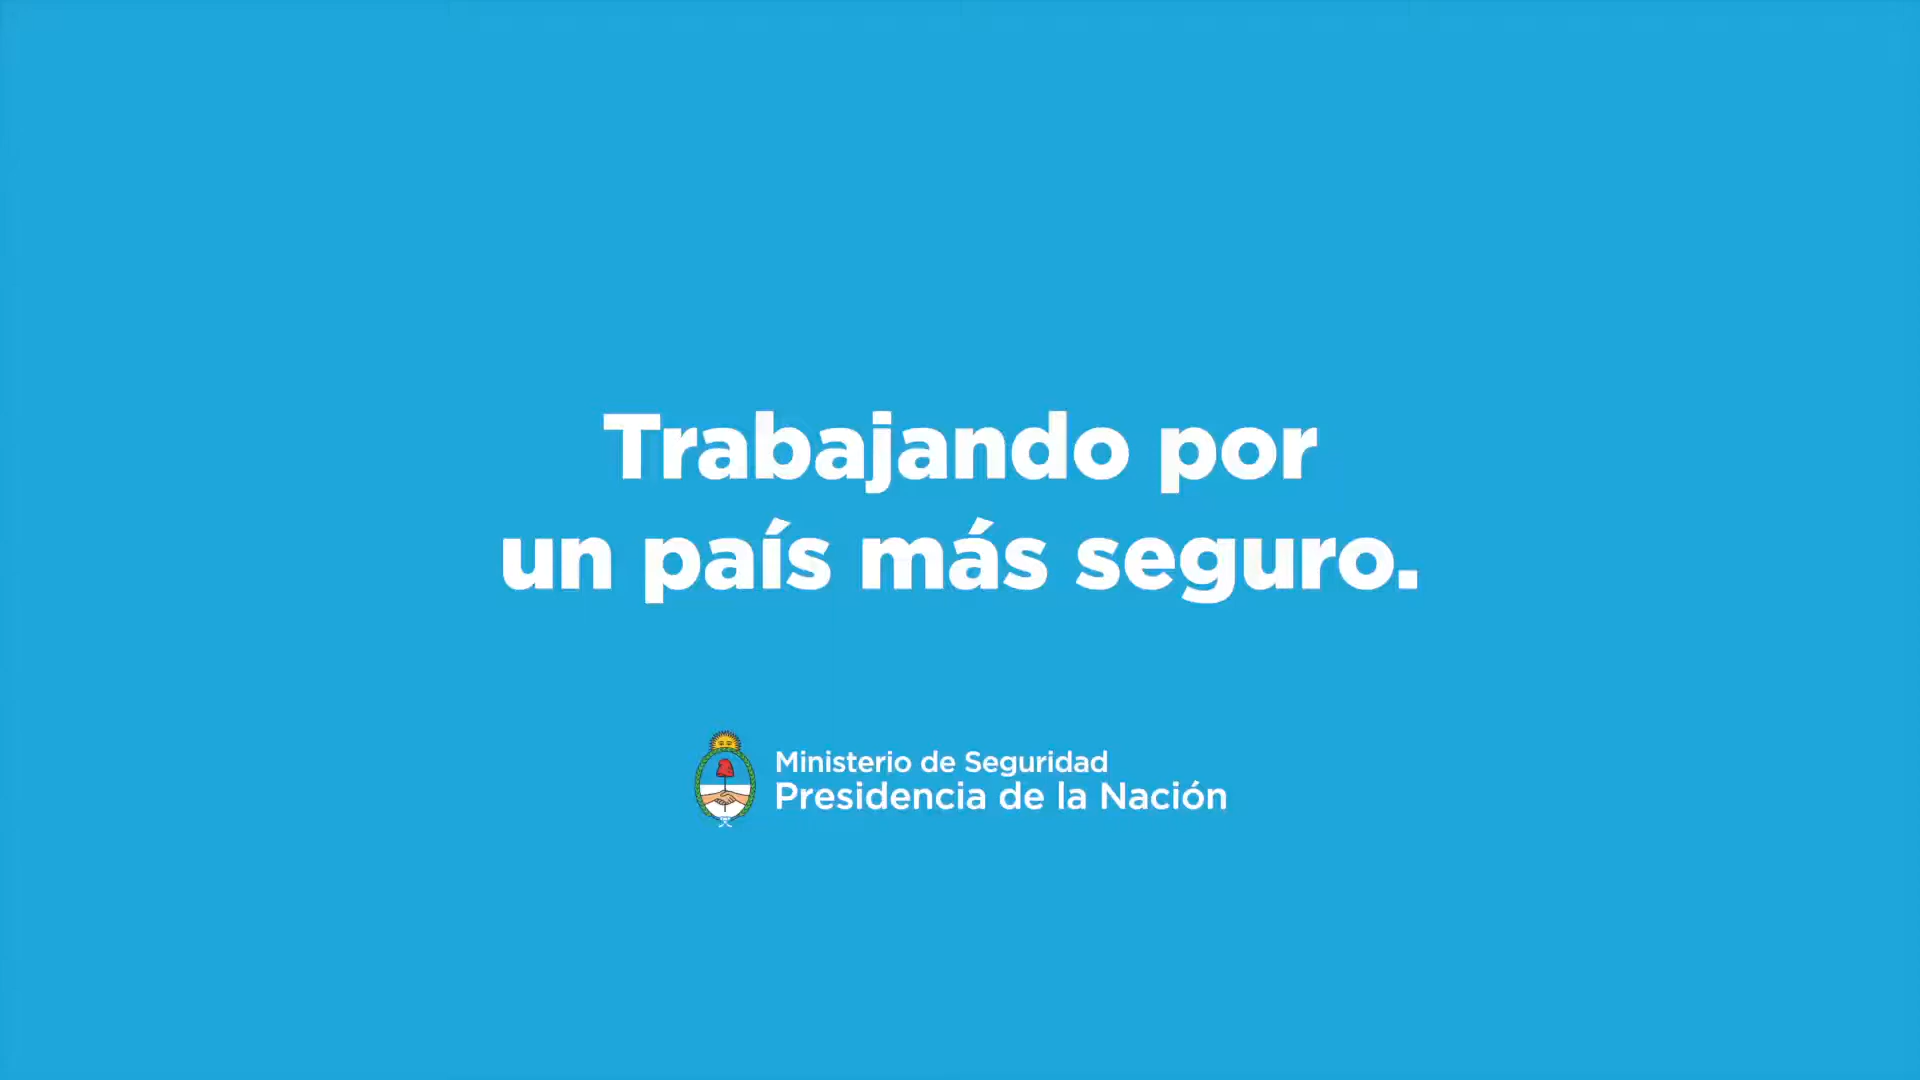 Trabajando por
un país más seguro.
Ministerio de Seguridad
Presidencia de la Nación